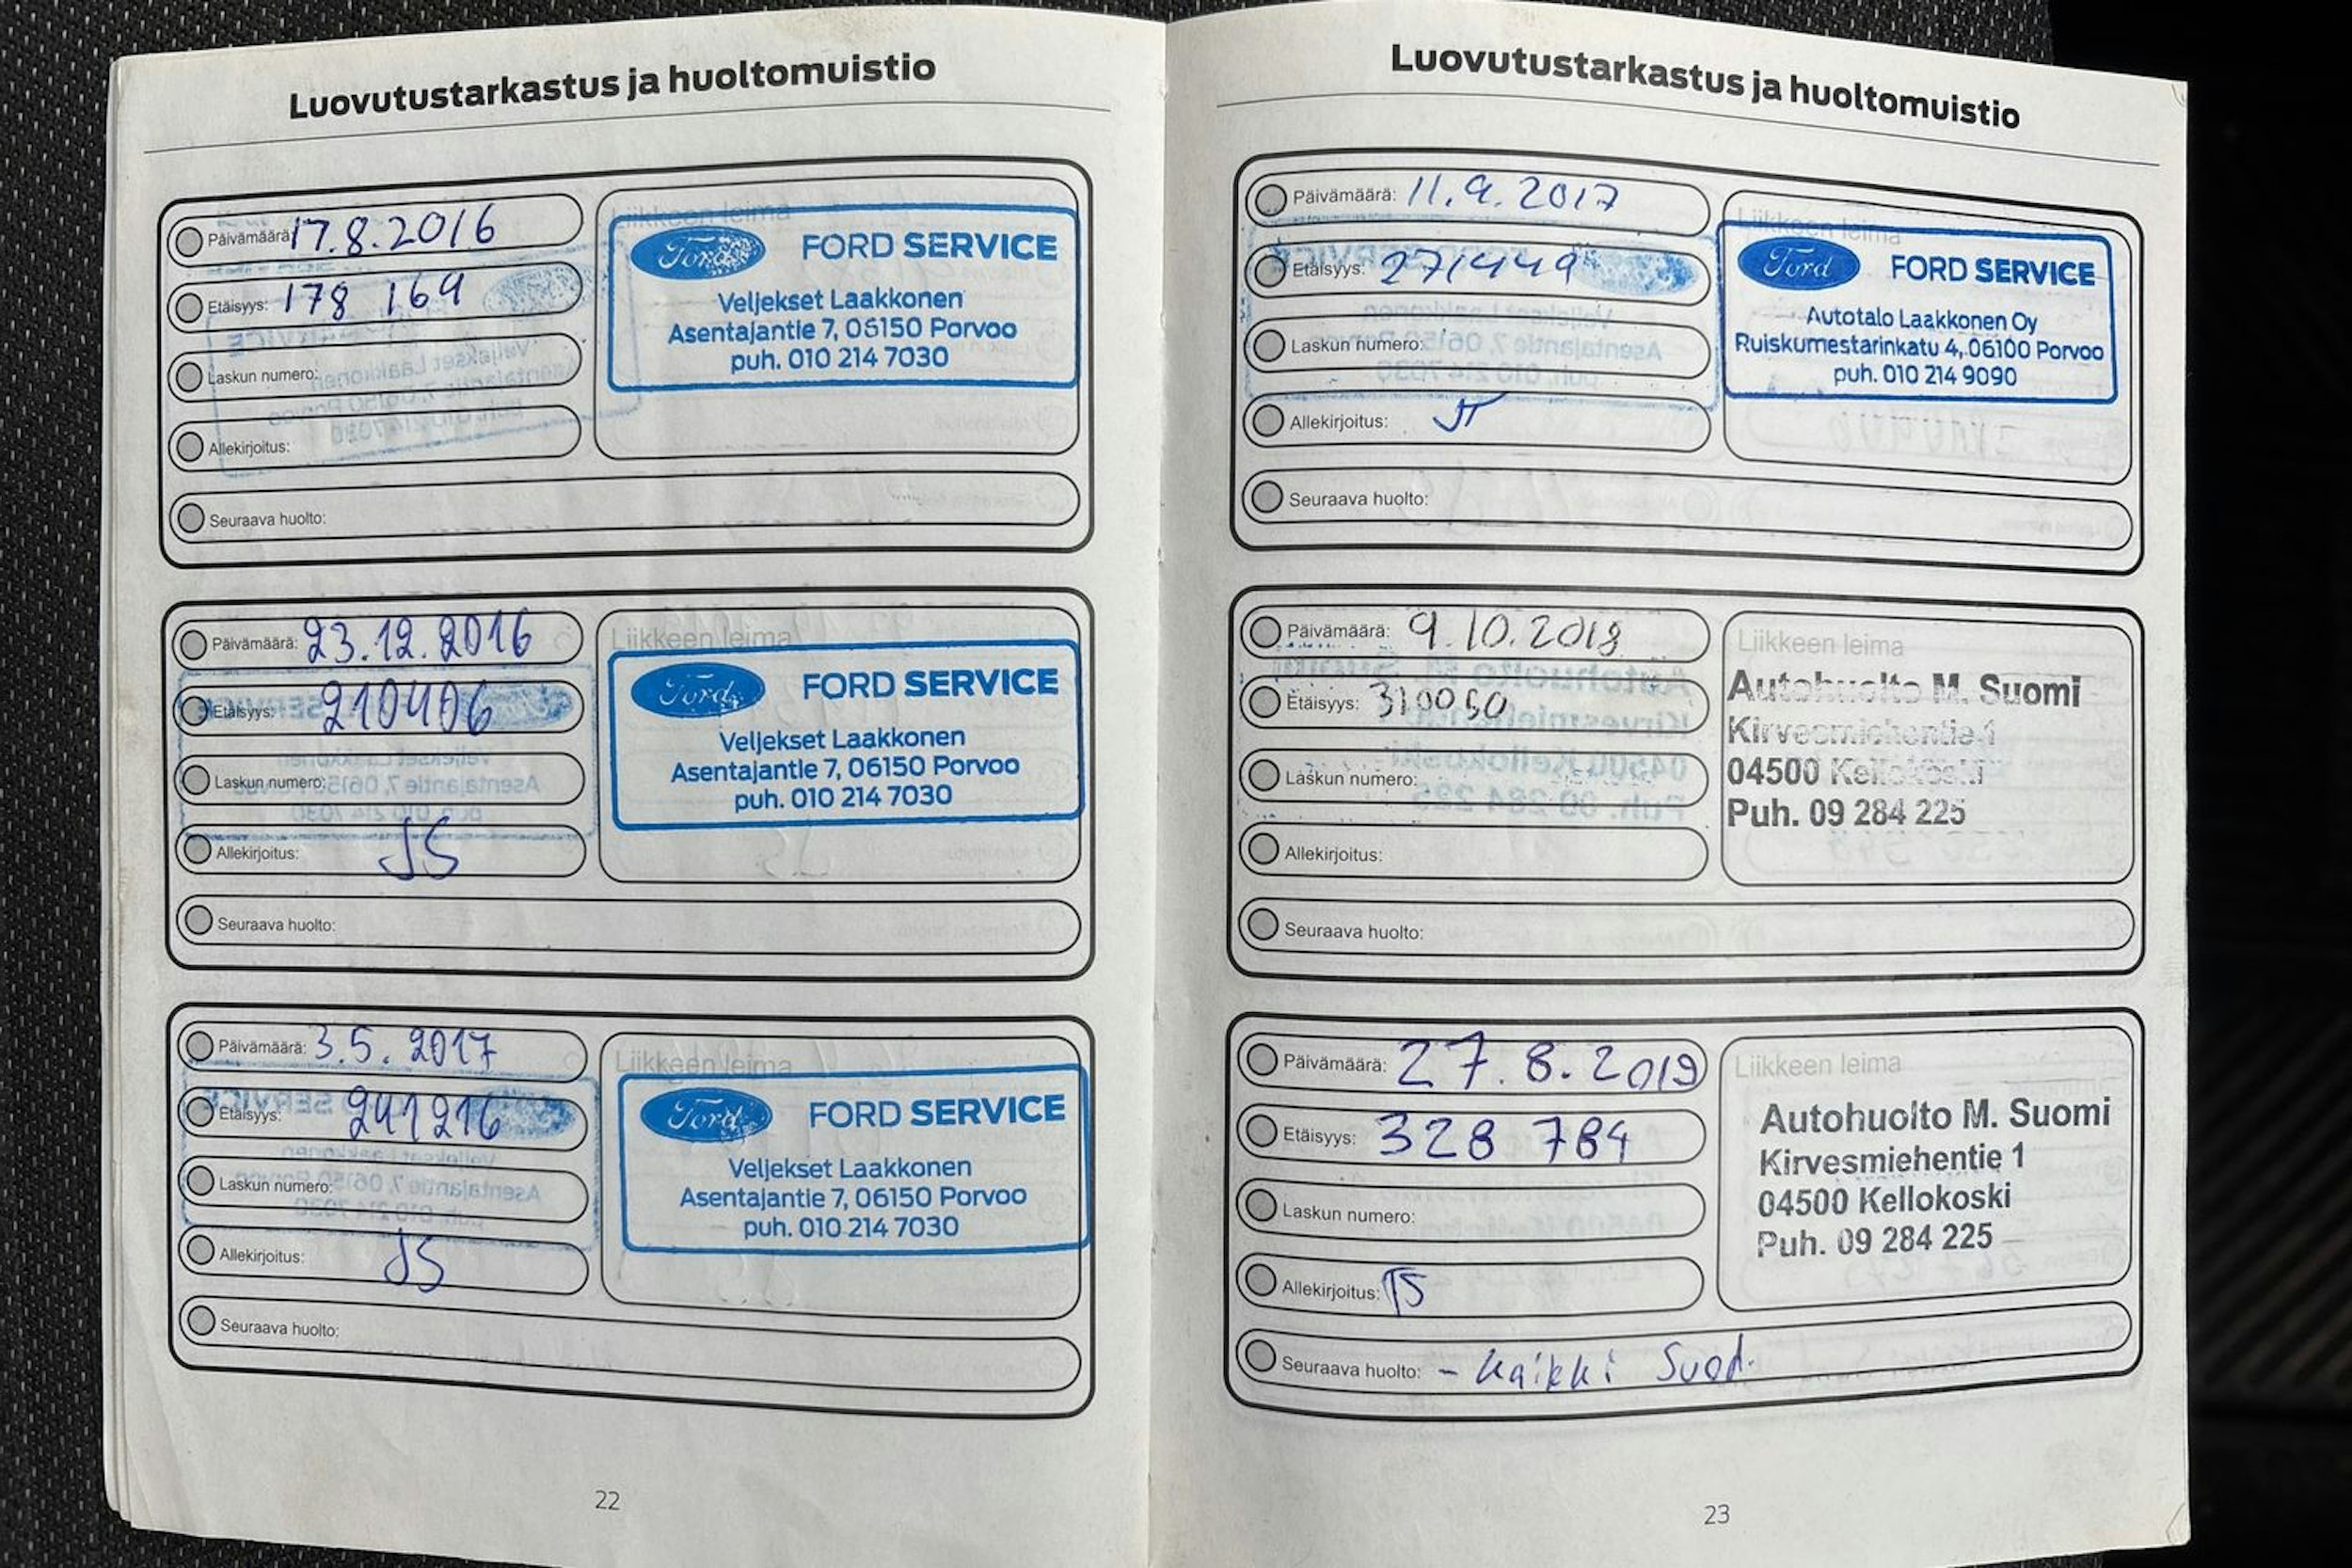 Luovutustarkastus ja huoltomuistio
Päivämäärä: 17.8.2016
Etäisyys: 178 169
Laskun numero:
Allekirjoitus:
Seuraava huolto:
Liikkeen leima
Ford FORD SERVICE
Veljekset Laakkonen
Asentajantie 7, 06150 Porvoo
puh. 010 214 7030
Päivämäärä: 23.12.2016
Etäisyys: 210406
Laskun numero:
Allekirjoitus: JS
Seuraava huolto:
Liikkeen leima
Ford FORD SERVICE
Veljekset Laakkonen
Asentajantie 7, 06150 Porvoo
puh. 010 214 7030
Päivämäärä: 3.5.2017
Etäisyys: 241216
Laskun numero:
Allekirjoitus: JS
Seuraava huolto:
Liikkeen leima
Ford FORD SERVICE
Veljekset Laakkonen
Asentajantie 7, 06150 Porvoo
puh. 010 214 7030
22
Luovutustarkastus ja huoltomuistio
Päivämäärä: 11.9.2017
Etäisyys: 271449
Laskun numero:
Allekirjoitus:
Seuraava huolto:
Liikkeen leima
Ford FORD SERVICE
Autotalo Laakkonen Oy
Ruiskumestarinkatu 4, 06100 Porvoo
puh. 010 214 9090
Päivämäärä: 9.10.2018
Etäisyys: 310050
Laskun numero:
Allekirjoitus:
Seuraava huolto:
Liikkeen leima
Autohuolto M. Suomi
Kirvesmiehentie 1
04500 Kellokoski
Puh. 09 284 225
Päivämäärä: 27.8.2019
Etäisyys: 328 784
Laskun numero:
Allekirjoitus: TS
Seuraava huolto: - Kaikki Suod.
Liikkeen leima
Autohuolto M. Suomi
Kirvesmiehentie 1
04500 Kellokoski
Puh. 09 284 225
23